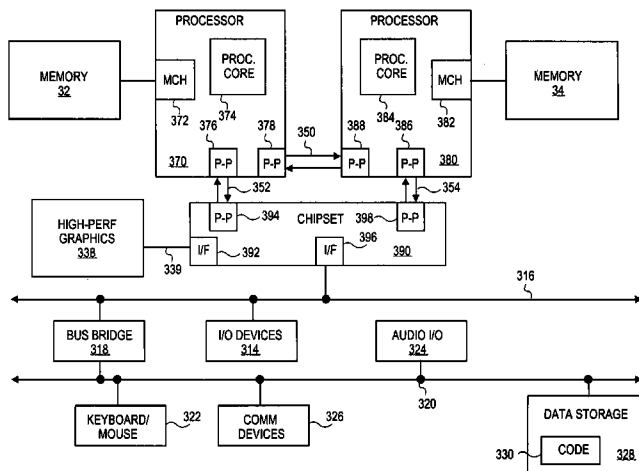 PROCESSOR
PROCESSOR
MEMORY
32
MCH
372
PROC.
CORE
374
PROC.
CORE
384
MCH
382
MEMORY
34
376
378
350
388
386
370
P-P
P-P
P-P
P-P
380
352
354
P-P
394
CHIPSET
398
P-P
HIGH-PERF
GRAPHICS
338
339
I/F
392
I/F
396
390
316
BUS BRIDGE
318
I/O DEVICES
314
AUDIO I/O
324
320
KEYBOARD/
MOUSE
322
COMM
DEVICES
326
DATA STORAGE
330
CODE
328